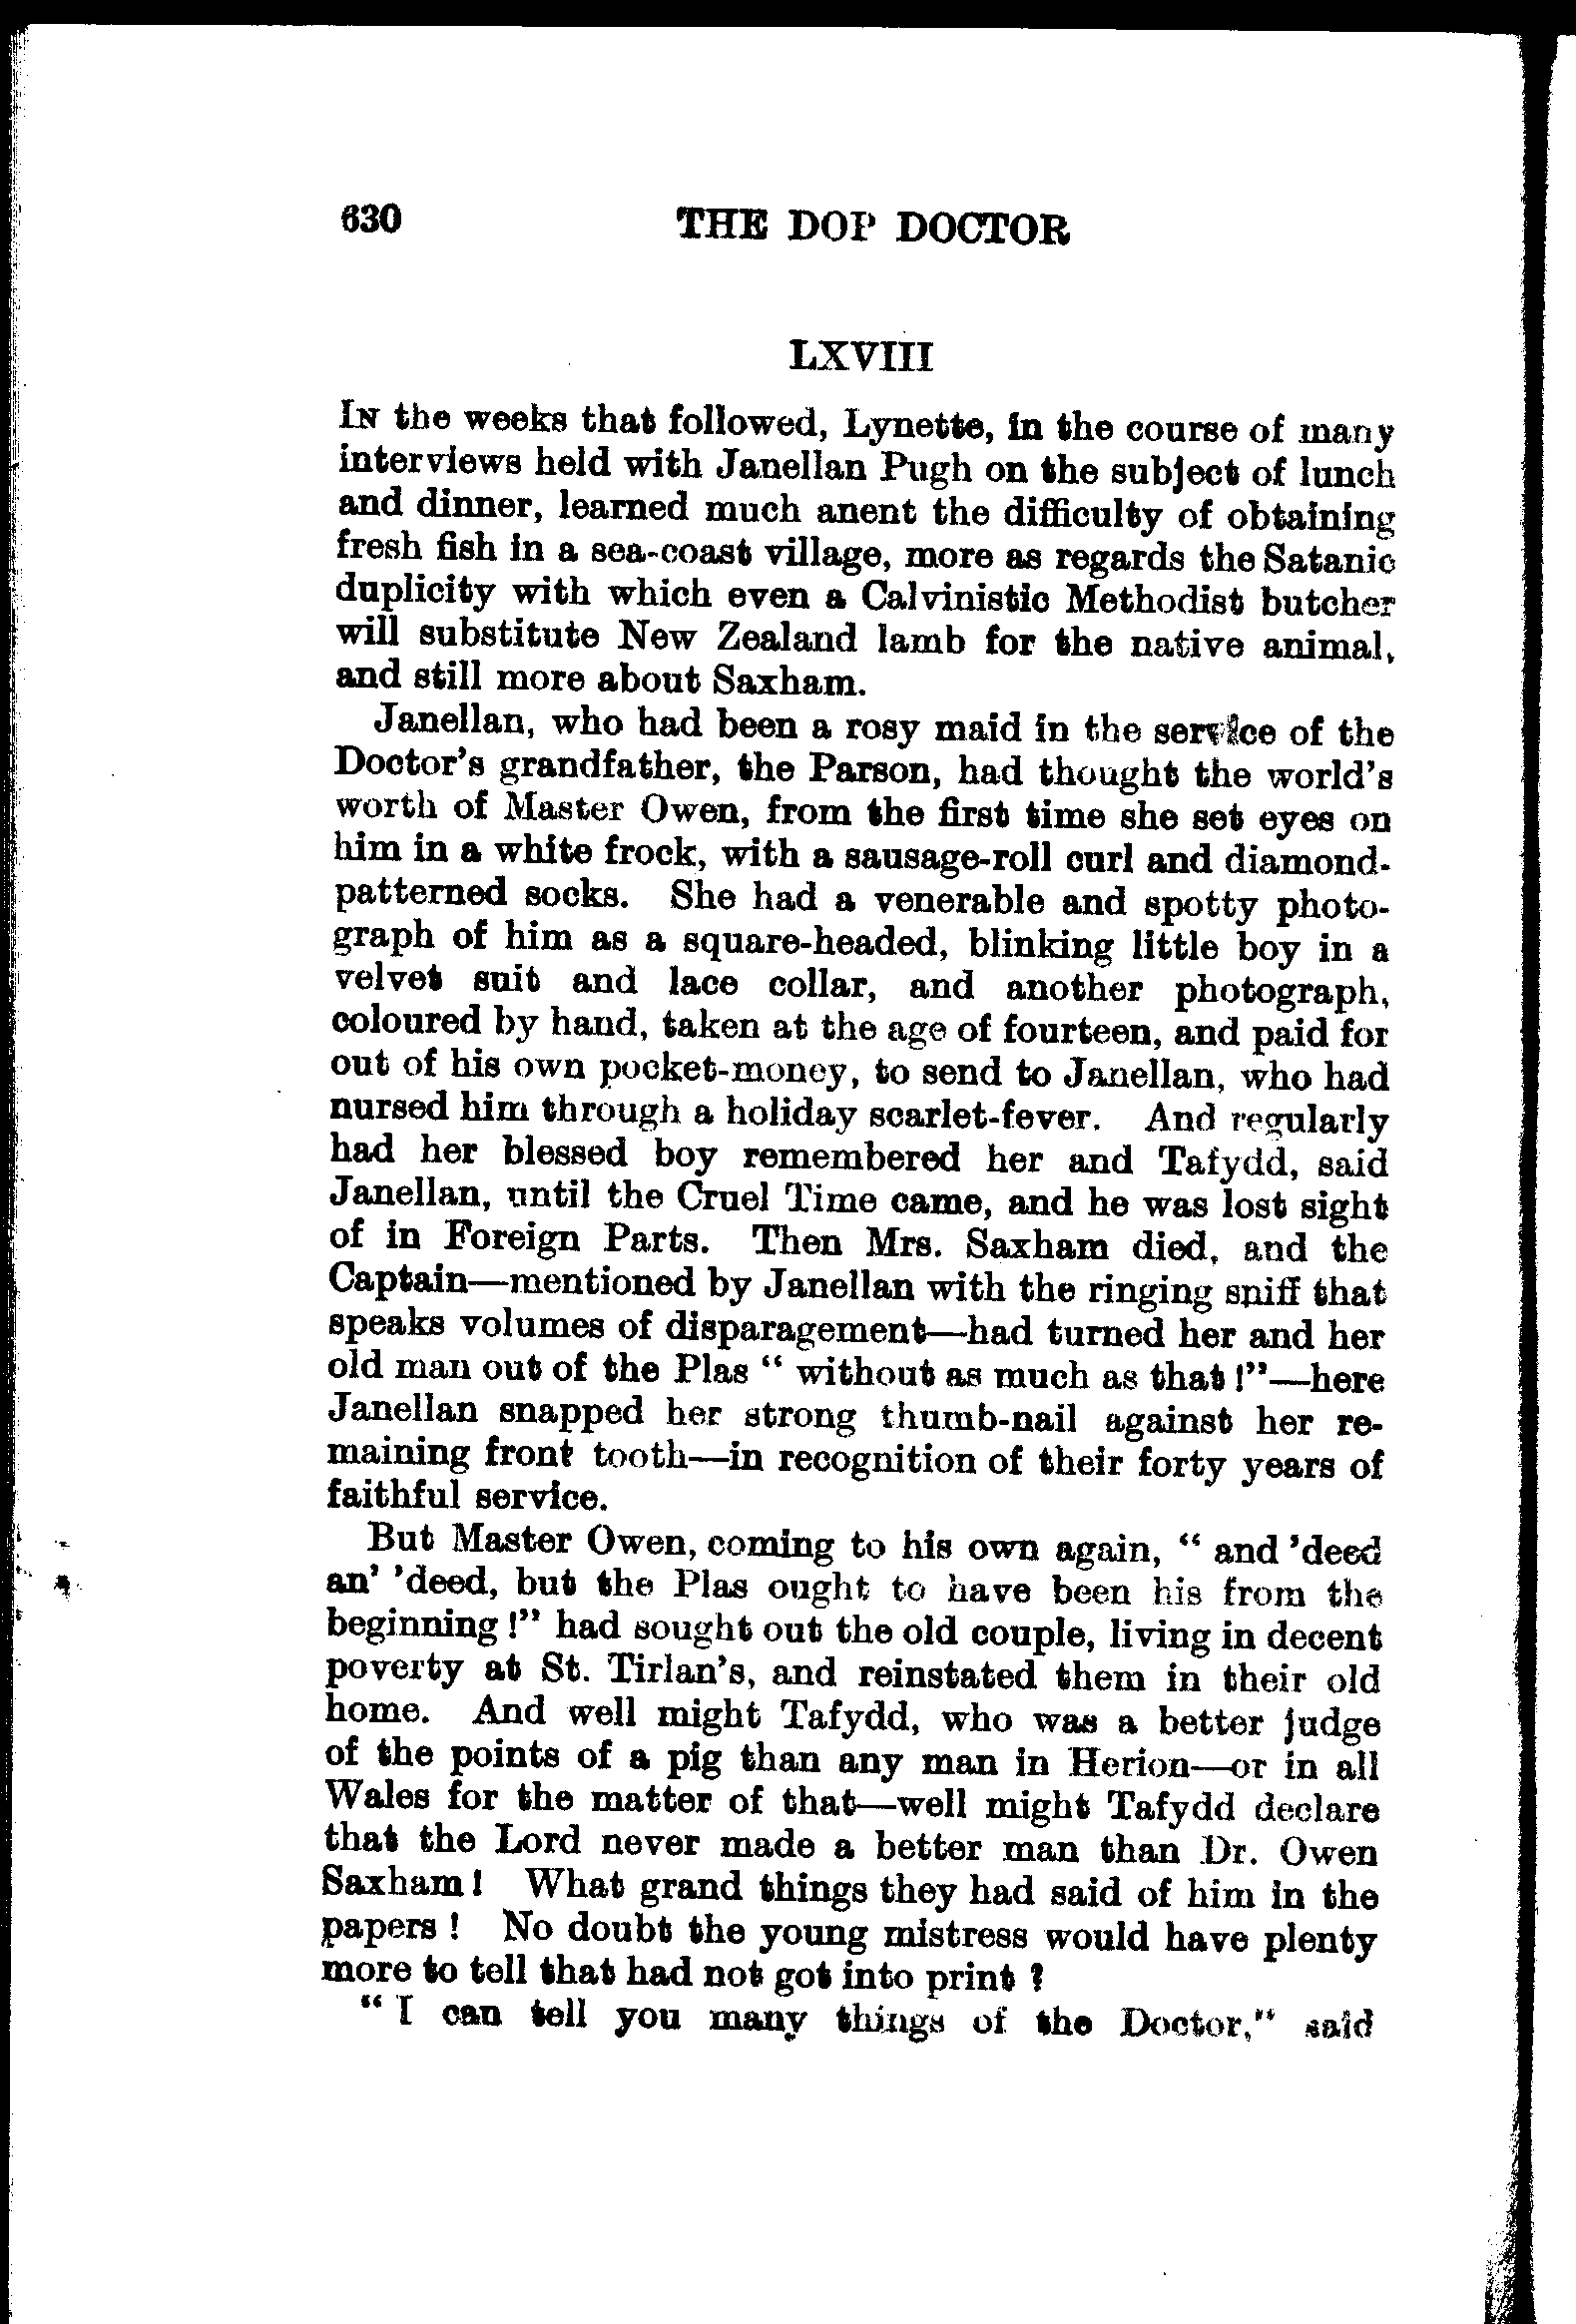 630 THE DOP DOCTOR
LXVIII
IN the weeks that followed, Lynette, in the course of many
interviews held with Janellan Pugh on the subject of lunch
and dinner, learned much anent the difficulty of obtaining
fresh fish in a sea-coast village, more as regards the Satanic
duplicity with which even a Calvinistic Methodist butcher
will substitute New Zealand lamb for the native animal,
and still more about Saxham.
Janellan, who had been a rosy maid in the service of the
Doctor's grandfather, the Parson, had thought the world's
worth of Master Owen, from the first time she set eyes on
him in a white frock, with a sausage-roll curl and diamond-
patterned socks. She had a venerable and spotty photo-
graph of him as a square-headed, blinking little boy in a
velvet suit and lace collar, and another photograph,
coloured by hand, taken at the age of fourteen, and paid for
out of his own pocket-money, to send to Janellan, who had
nursed him through a holiday scarlet-fever. And regularly
had her blessed boy remembered her and Tafydd, said
Janellan, until the Cruel Time came, and he was lost sight
of in Foreign Parts. Then Mrs. Saxham died, and the
Captain—mentioned by Janellan with the ringing sniff that
speaks volumes of disparagement—had turned her and her
old man out of the Plas " without as much as that !"—here
Janellan snapped her strong thumb-nail against her re-
maining front tooth—in recognition of their forty years of
faithful service.
But Master Owen, coming to his own again, " and 'deed
an' 'deed, but the Plas ought to have been his from the
beginning !" had sought out the old couple, living in decent
poverty at St. Tirlan's, and reinstated them in their old
home. And well might Tafydd, who was a better judge
of the points of a pig than any man in Herion—or in all
Wales for the matter of that—well might Tafydd declare
that the Lord never made a better man than Dr. Owen
Saxham! What grand things they had said of him in the
papers ! No doubt the young mistress would have plenty
more to tell that had not got into print ?
" I can tell you many things of the Doctor," said